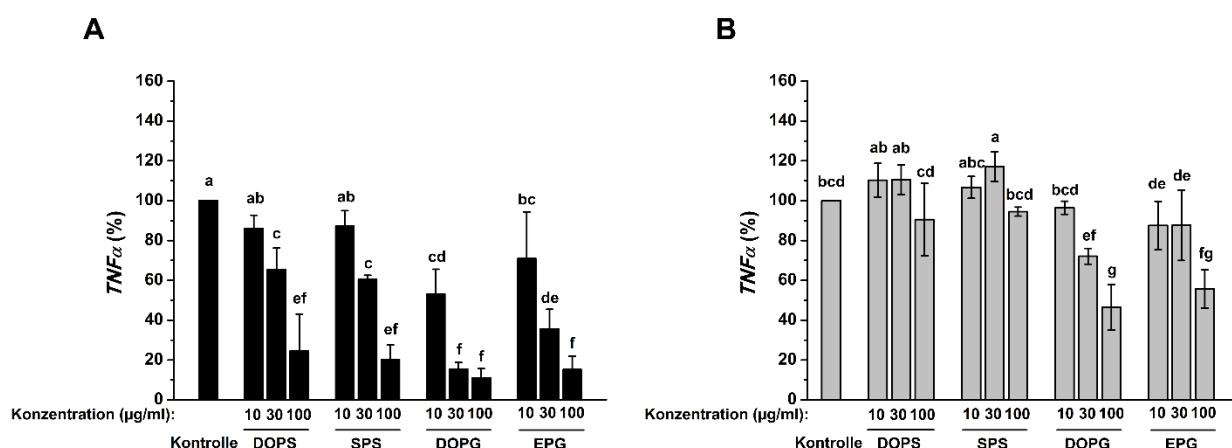 A
TNFα (%)
160
140
120
100
80
60
40
20
0
a
ab
c
ef
ab
c
ef
cd
f
f
bc
de
f
Konzentration (µg/ml):
10 30 100 10 30 100 10 30 100 10 30 100
Kontrolle DOPS SPS DOPG EPG
B
TNFα (%)
160
140
120
100
80
60
40
20
0
bcd
ab
ab
cd
abc
a
bcd
bcd
ef
g
de
de
fg
Konzentration (µg/ml):
10 30 100 10 30 100 10 30 100 10 30 100
Kontrolle DOPS SPS DOPG EPG